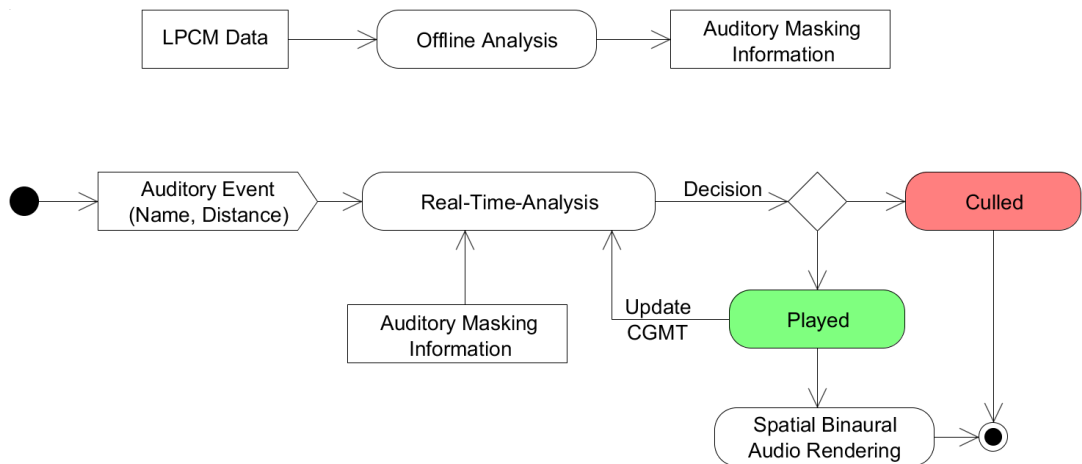 LPCM Data
Offline Analysis
Auditory Masking
Information
Auditory Event
(Name, Distance)
Real-Time-Analysis
Decision
Culled
Auditory Masking
Information
Update
CGMT
Played
Spatial Binaural
Audio Rendering